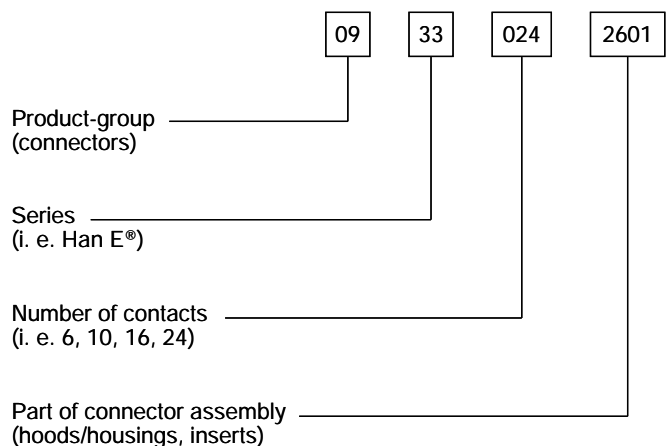 09 33 024 2601
Product-group
(connectors)
Series
(i. e. Han E®)
Number of contacts
(i. e. 6, 10, 16, 24)
Part of connector assembly
(hoods/housings, inserts)